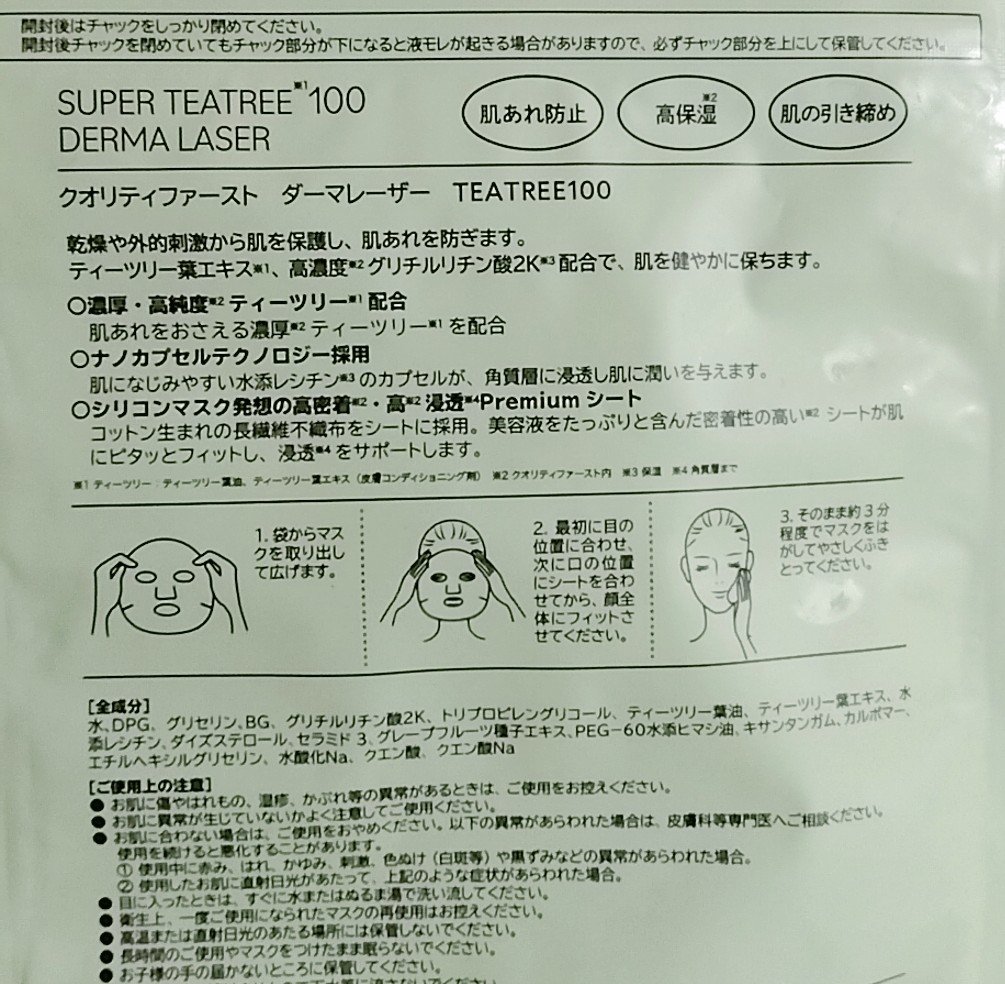 開封後はチャックをしっかり閉めてください。
開封後チャックを閉めていてもチャック部分が下になると液モレが起きる場合がありますので、必ずチャック部分を上にして保管してください。
SUPER TEATREE※1 100
DERMA LASER
肌あれ防止
高保湿※2
肌の引き締め
クオリティファースト ダーマレーザー TEATREE100
乾燥や外的刺激から肌を保護し、肌あれを防ぎます。
ティーツリー葉エキス※1、高濃度※2グリチルリチン酸2K※3配合で、肌を健やかに保ちます。
○濃厚・高純度※2ティーツリー※1配合
肌あれをおさえる濃厚※2ティーツリー※1を配合
○ナノカプセルテクノロジー採用
肌になじみやすい水添レシチン※3のカプセルが、角質層に浸透し肌に潤いを与えます。
○シリコンマスク発想の高密着※2・高※2浸透※4Premiumシート
コットン生まれの長繊維不織布をシートに採用。美容液をたっぷりと含んだ密着性の高い※2シートが肌
にピタッとフィットし、浸透※4をサポートします。
※1 ティーツリー：ティーツリー葉油、ティーツリー葉エキス（皮膚コンディショニング剤） ※2 クオリティファースト内 ※3 保湿 ※4 角質層まで
1. 袋からマス
クを取り出し
て広げます。
2. 最初に目の
位置に合わせ、
次に口の位置
にシートを合わ
せてから、顔全
体にフィットさ
せてください。
3. そのまま約3分
程度でマスクをは
がしてやさしくふき
とってください。
[全成分]
水、DPG、グリセリン、BG、グリチルリチン酸2K、トリプロピレングリコール、ティーツリー葉油、ティーツリー葉エキス、水
添レシチン、ダイズステロール、セラミド3、グレープフルーツ種子エキス、PEG-60水添ヒマシ油、キサンタンガム、カルボマー、
エチルヘキシルグリセリン、水酸化Na、クエン酸、クエン酸Na
[ご使用上の注意]
● お肌に傷やはれもの、湿疹、かぶれ等の異常があるときは、ご使用をお控えください。
● お肌に異常が生じていないかよく注意してご使用ください。
● お肌に合わない場合は、ご使用をおやめください。以下の異常があらわれた場合は、皮膚科等専門医へご相談ください。
使用を続けると悪化することがあります。
① 使用中に赤み、はれ、かゆみ、刺激、色ぬけ（白斑等）や黒ずみなどの異常があらわれた場合。
② 使用したお肌に直射日光があたって、上記のような症状があらわれた場合。
● 目に入ったときは、すぐに水またはぬるま湯で洗い流してください。
● 衛生上、一度ご使用になられたマスクの再使用はお控えください。
● 高温または直射日光のあたる場所には保管しないでください。
● 長時間のご使用やマスクをつけたまま眠らないでください。
● お子様の手の届かないところに保管してください。